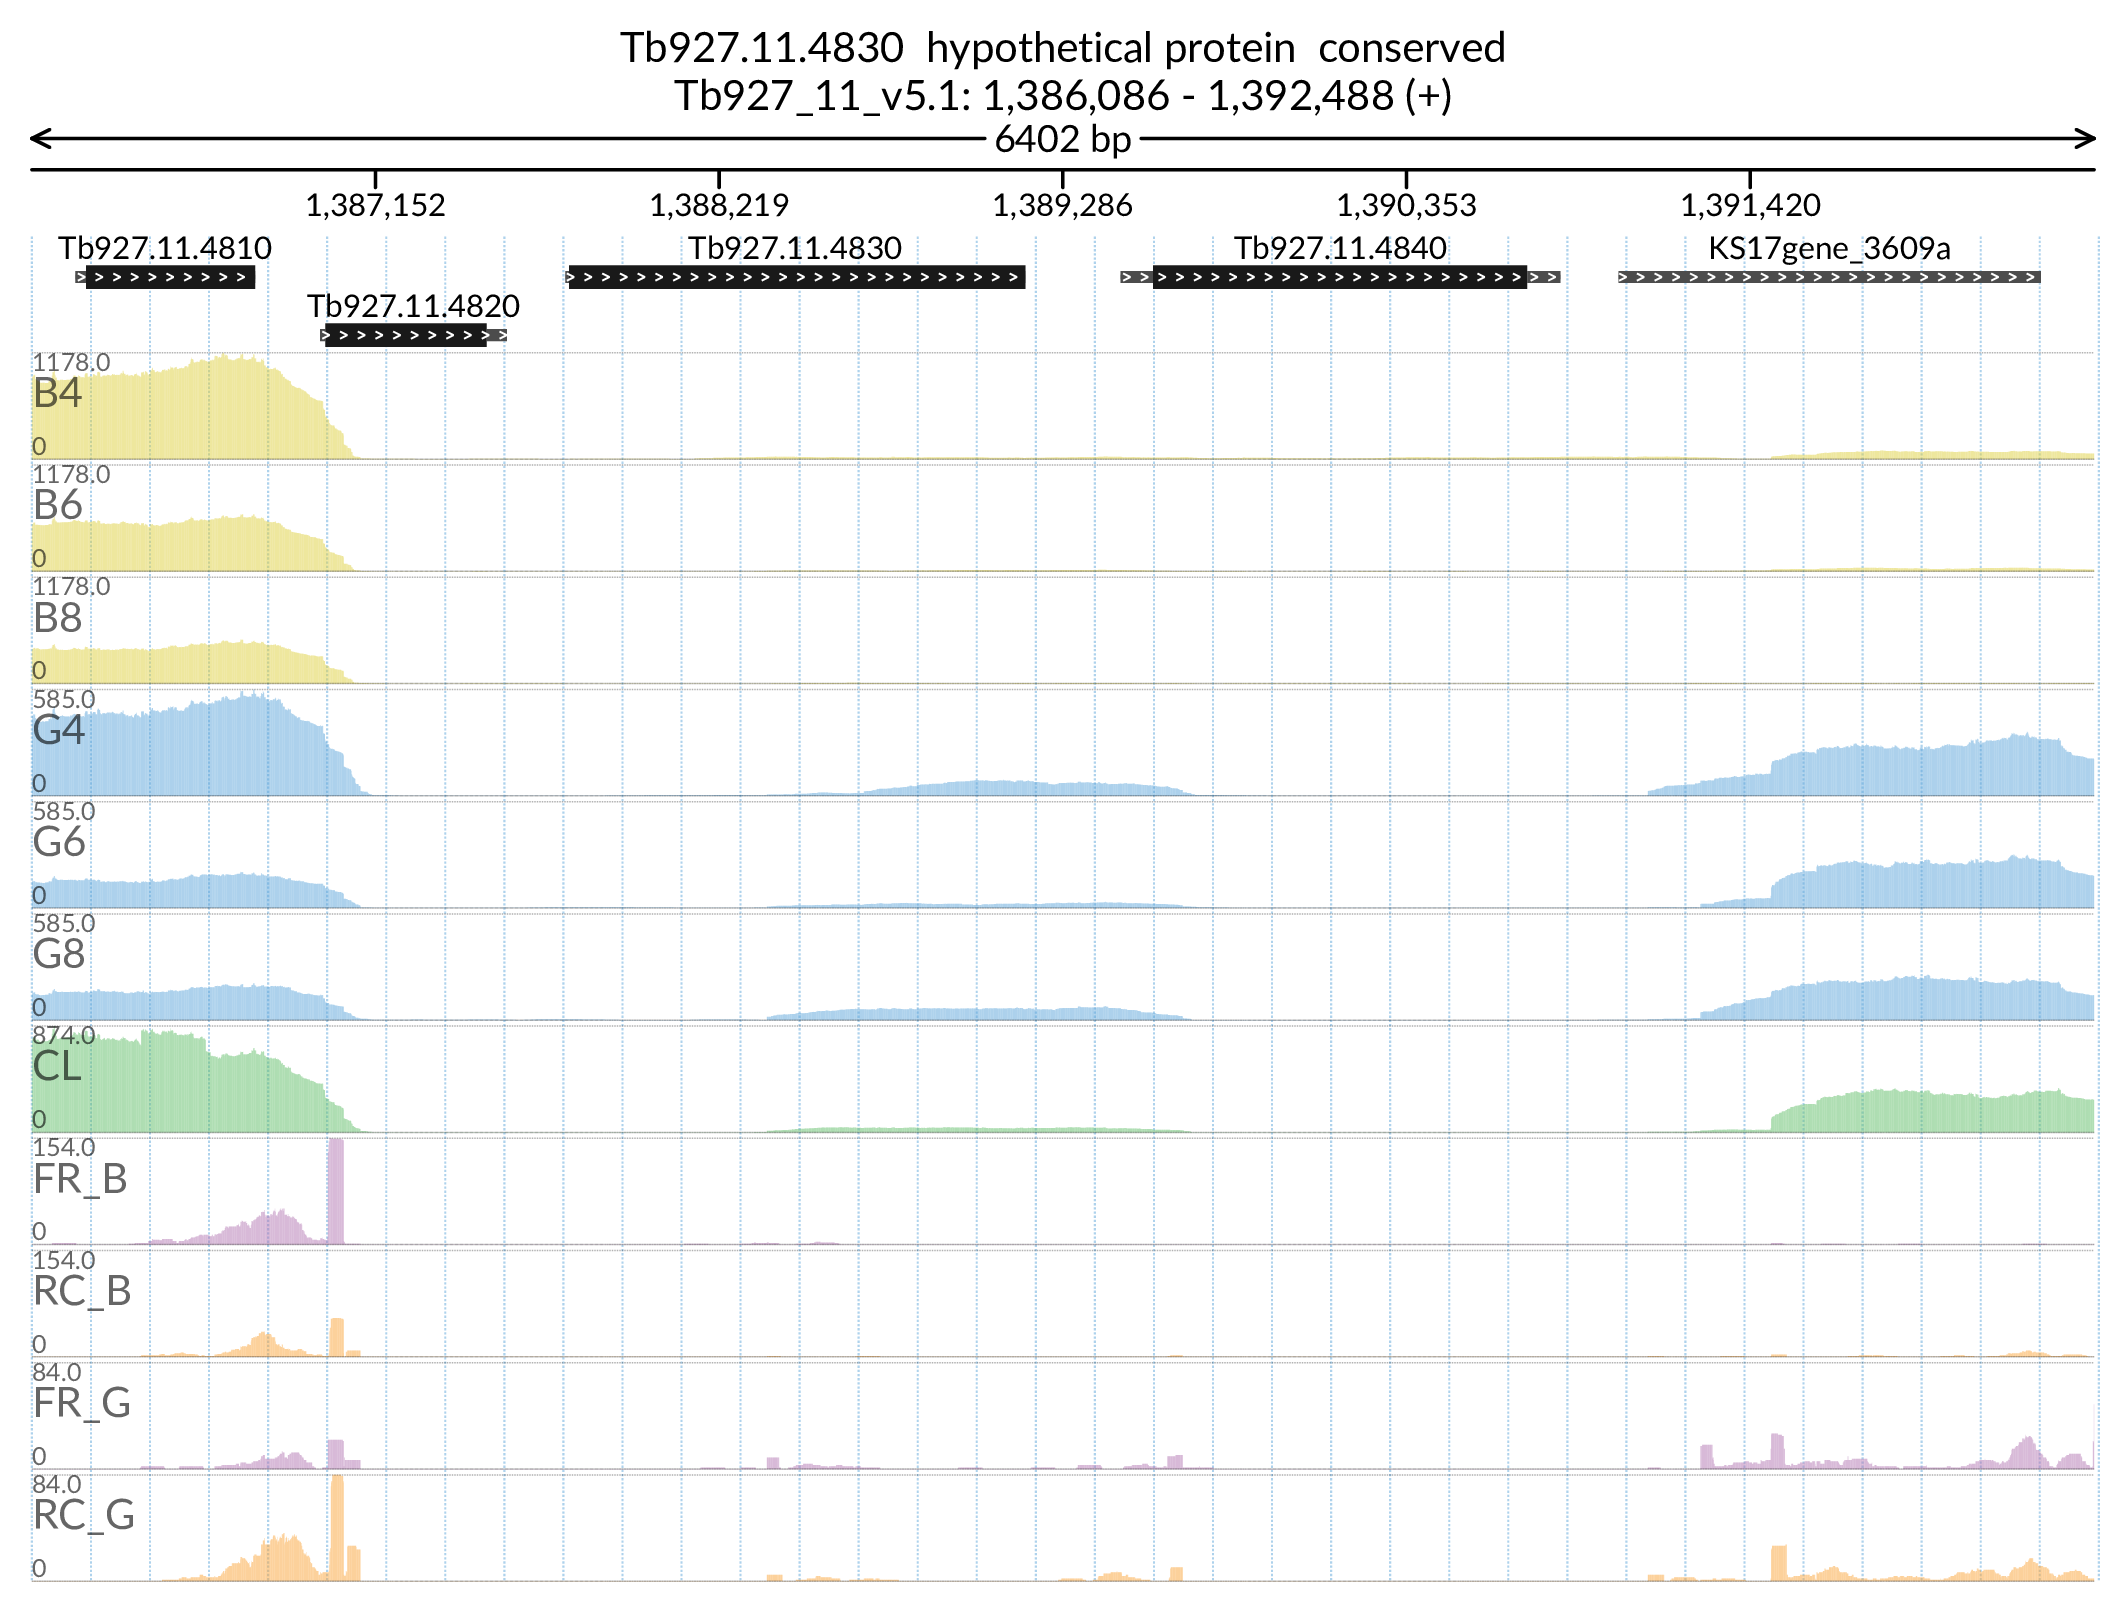 Tb927.11.4830  hypothetical protein  conserved
Tb927_11_v5.1: 1,386,086 - 1,392,488 (+)
6402 bp
1,387,152 1,388,219 1,389,286 1,390,353 1,391,420
Tb927.11.4810 Tb927.11.4830 Tb927.11.4840 KS17gene_3609a
Tb927.11.4820
1178.0
B4
0
1178.0
B6
0
1178.0
B8
0
585.0
G4
0
585.0
G6
0
585.0
G8
0
874.0
CL
0
154.0
FR_B
0
154.0
RC_B
0
84.0
FR_G
0
84.0
RC_G
0